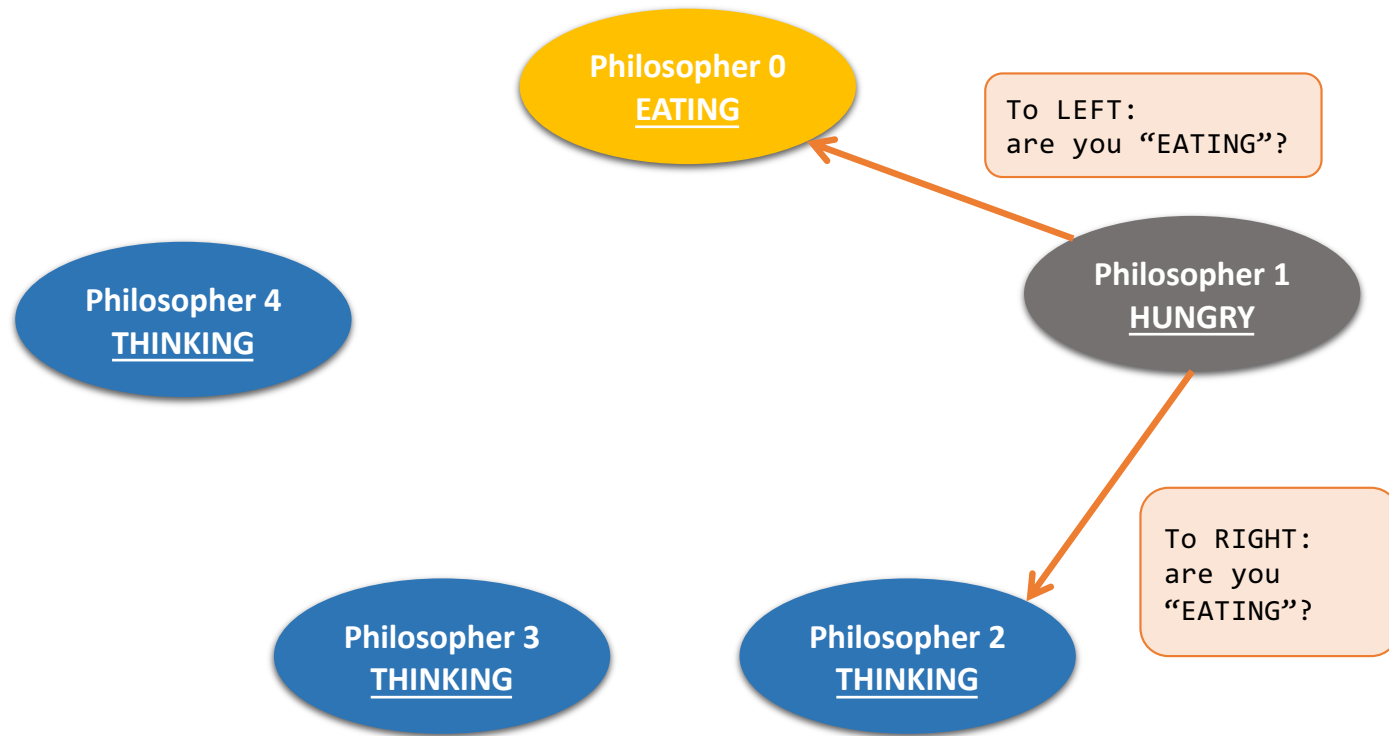 Philosopher 0
EATING
To LEFT:
are you “EATING”?
Philosopher 1
HUNGRY
Philosopher 4
THINKING
To RIGHT:
are you
“EATING”?
Philosopher 3
THINKING
Philosopher 2
THINKING